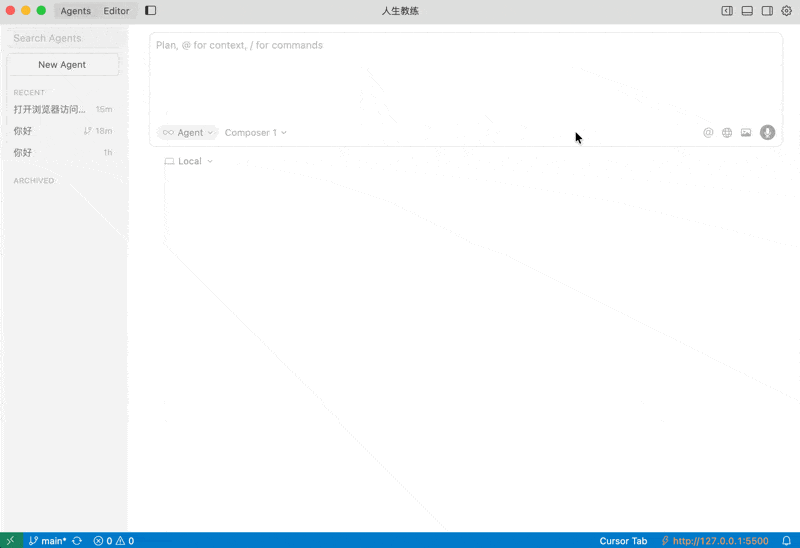 Agents Editor 人生教练
Search Agents
New Agent
RECENT
打开浏览器访问... 15m
你好 18m
你好 1h
ARCHIVED
Plan, @ for context, / for commands
Agent Composer 1
Local
main* 0 0 Cursor Tab http://127.0.0.1:5500